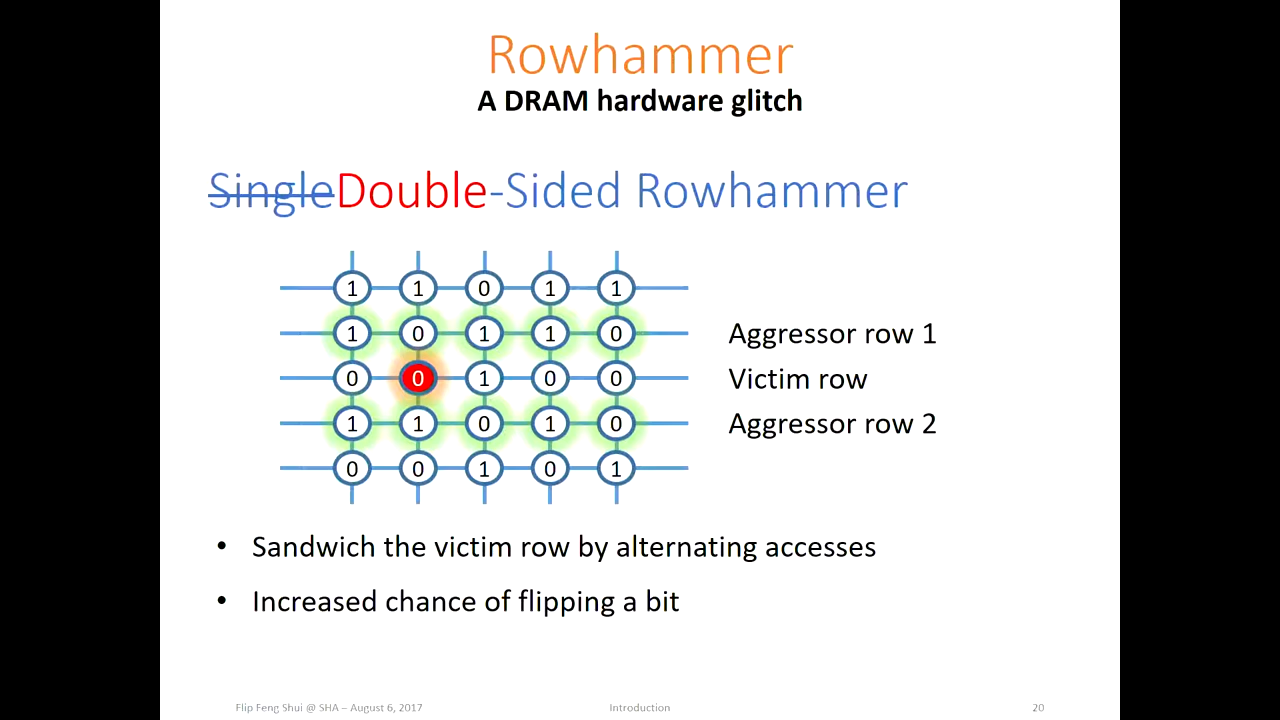 Rowhammer
A DRAM hardware glitch
SingleDouble-Sided Rowhammer
1 1 0 1 1
1 0 1 1 0 Aggressor row 1
0 0 1 0 0 Victim row
1 1 0 1 0 Aggressor row 2
0 0 1 0 1
• Sandwich the victim row by alternating accesses
• Increased chance of flipping a bit
Flip Feng Shui @ SHA – August 6, 2017 Introduction 20